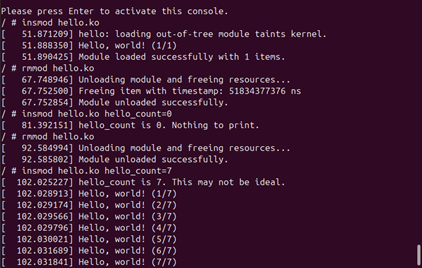 Please press Enter to activate this console.
/ # insmod hello.ko
[   51.871209] hello: loading out-of-tree module taints kernel.
[   51.888350] Hello, world! (1/1)
[   51.890425] Module loaded successfully with 1 items.
/ # rmmod hello.ko
[   67.748946] Unloading module and freeing resources...
[   67.752500] Freeing item with timestamp: 51834377376 ns
[   67.752854] Module unloaded successfully.
/ # insmod hello.ko hello_count=0
[   81.392151] hello_count is 0. Nothing to print.
/ # rmmod hello.ko
[   92.584999] Unloading module and freeing resources...
[   92.585802] Module unloaded successfully.
/ # insmod hello.ko hello_count=7
[  102.025227] hello_count is 7. This may not be ideal.
[  102.028913] Hello, world! (1/7)
[  102.029174] Hello, world! (2/7)
[  102.029566] Hello, world! (3/7)
[  102.029796] Hello, world! (4/7)
[  102.030021] Hello, world! (5/7)
[  102.031689] Hello, world! (6/7)
[  102.031841] Hello, world! (7/7)